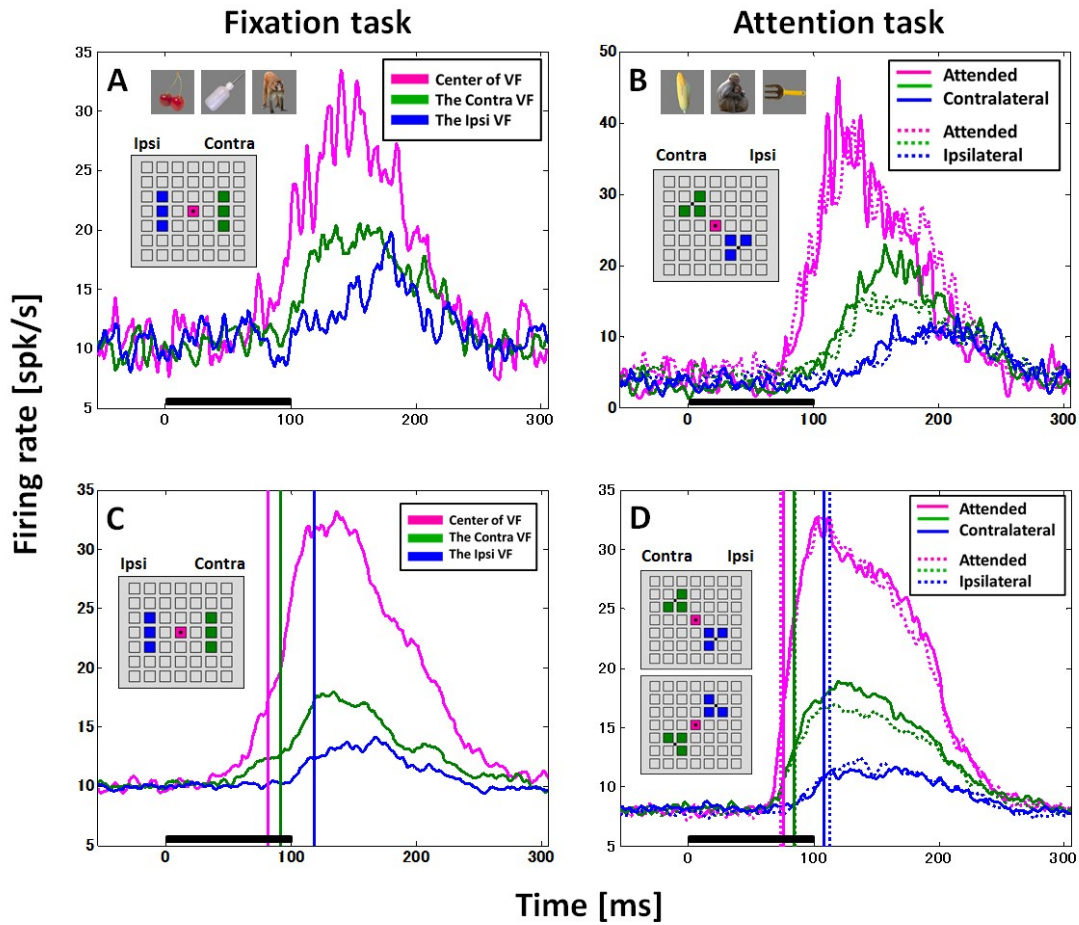 Fixation task
Attention task
Firing rate [spk/s]
A
Center of VF
The Contra VF
The Ipsi VF
Ipsi Contra
35
30
25
20
15
10
5
0 100 200 300
B
Attended
Contralateral
Attended
Ipsilateral
Contra Ipsi
50
40
30
20
10
0
0 100 200 300
C
Center of VF
The Contra VF
The Ipsi VF
Ipsi Contra
35
30
25
20
15
10
5
0 100 200 300
D
Attended
Contralateral
Attended
Ipsilateral
Contra Ipsi
35
30
25
20
15
10
5
0 100 200 300
Time [ms]